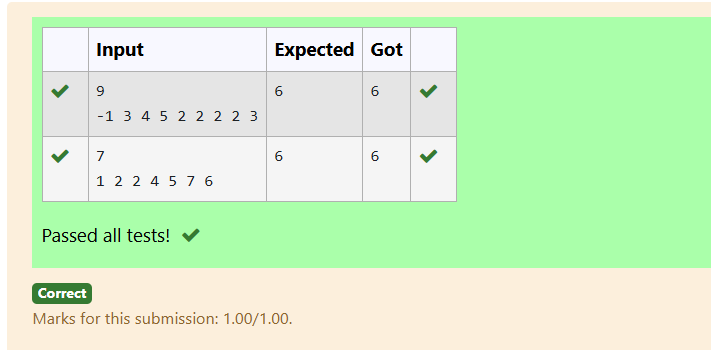 Input Expected Got
9 6 6
-1 3 4 5 2 2 2 2 3
7 6 6
1 2 2 4 5 7 6
Passed all tests!
Correct
Marks for this submission: 1.00/1.00.